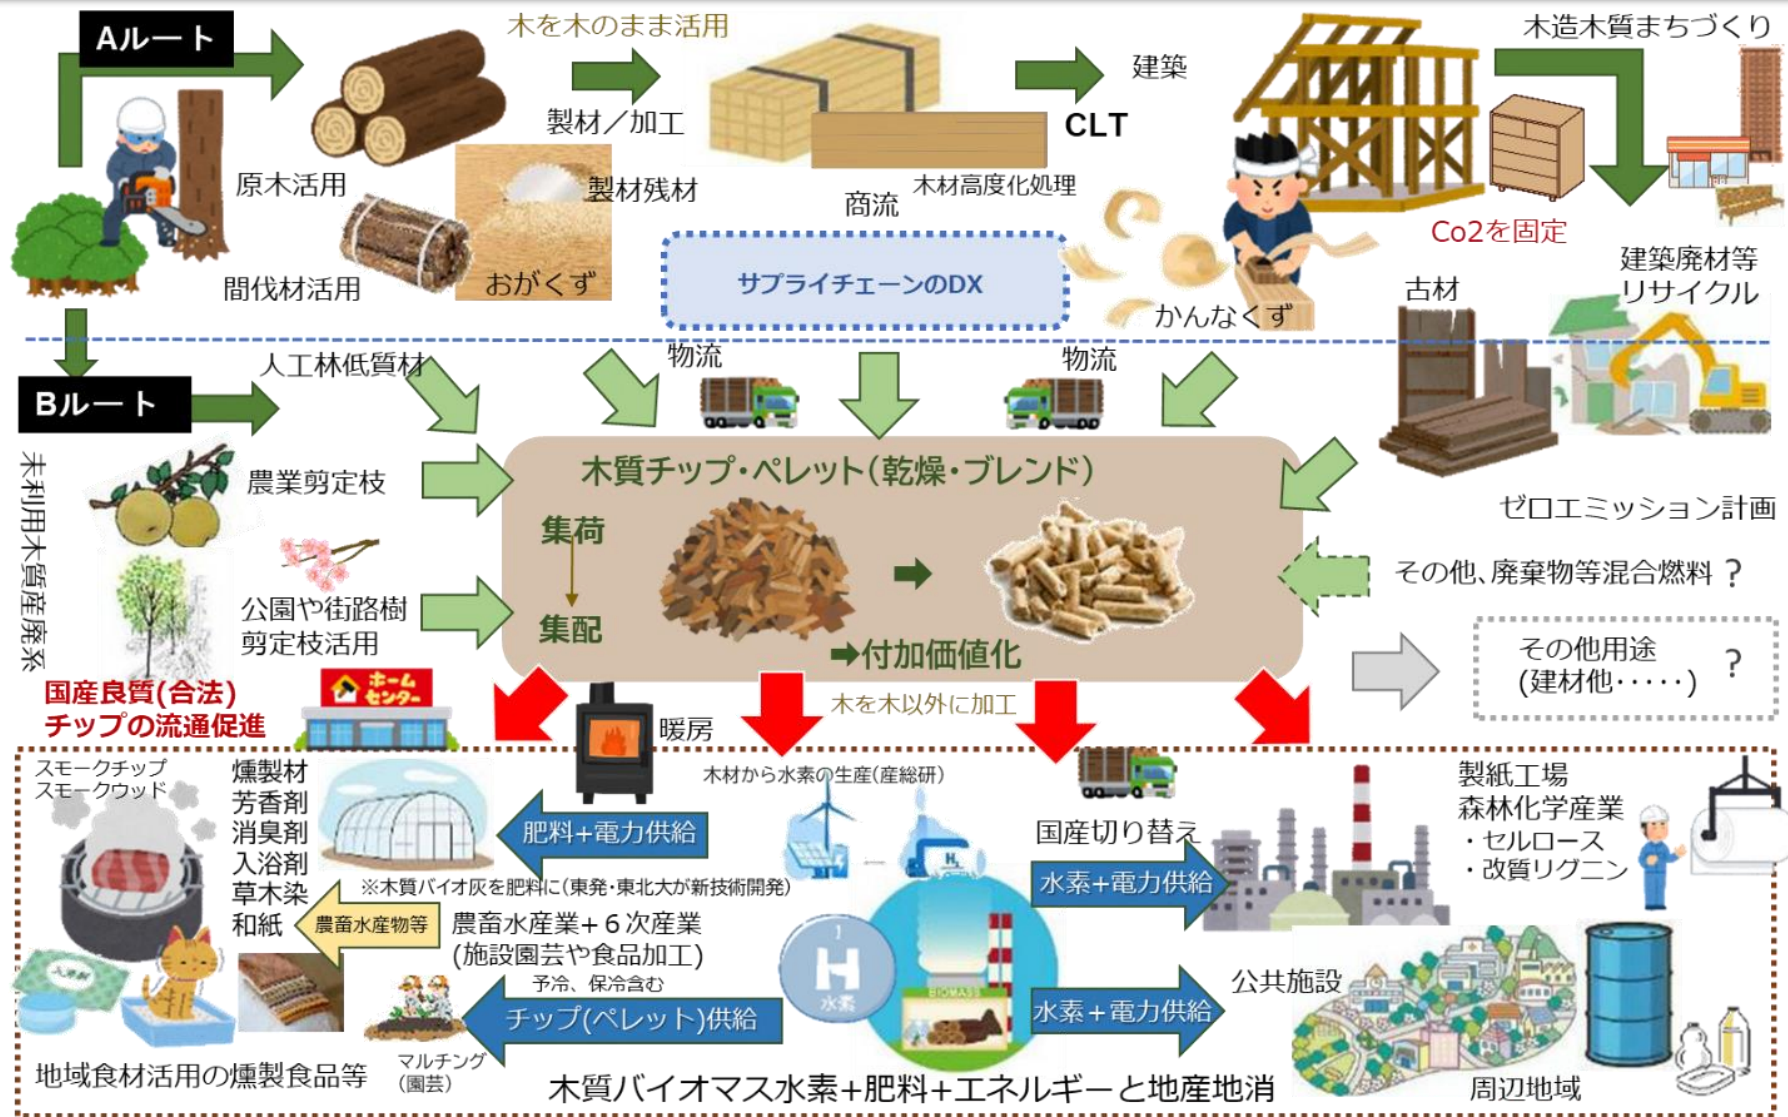 Aルート
木を木のまま活用
木造木質まちづくり
建築
製材／加工
CLT
原木活用
製材残材
木材高度化処理
商流
Co2を固定
間伐材活用
おがくず
サプライチェーンのDX
かんなくず
古材
建築廃材等
リサイクル
人工林低質材
物流
物流
Bルート
未利用木質産廃系
農業剪定枝
木質チップ・ペレット（乾燥・ブレンド）
集荷
集配
➡付加価値化
ゼロエミッション計画
その他、廃棄物等混合燃料？
公園や街路樹
剪定枝活用
その他用途
(建材他・・・・・)
？
国産良質(合法)
チップの流通促進
ホーム
センター
暖房
木を木以外に加工
スモークチップ
スモークウッド
燻製材
芳香剤
消臭剤
入浴剤
草木染
和紙
木材から水素の生産(産総研)
肥料+電力供給
※木質バイオ灰を肥料に(東発・東北大が新技術開発)
農畜水産物等
農畜水産業+６次産業
(施設園芸や食品加工)
予冷、保冷含む
チップ(ペレット)供給
マルチング
(園芸)
入浴剤
地域食材活用の燻製食品等
H₂
1
H
水素
BIOMASS
国産切り替え
水素+電力供給
水素+電力供給
製紙工場
森林化学産業
・セルロース
・改質リグニン
公共施設
周辺地域
木質バイオマス水素+肥料+エネルギーと地産地消